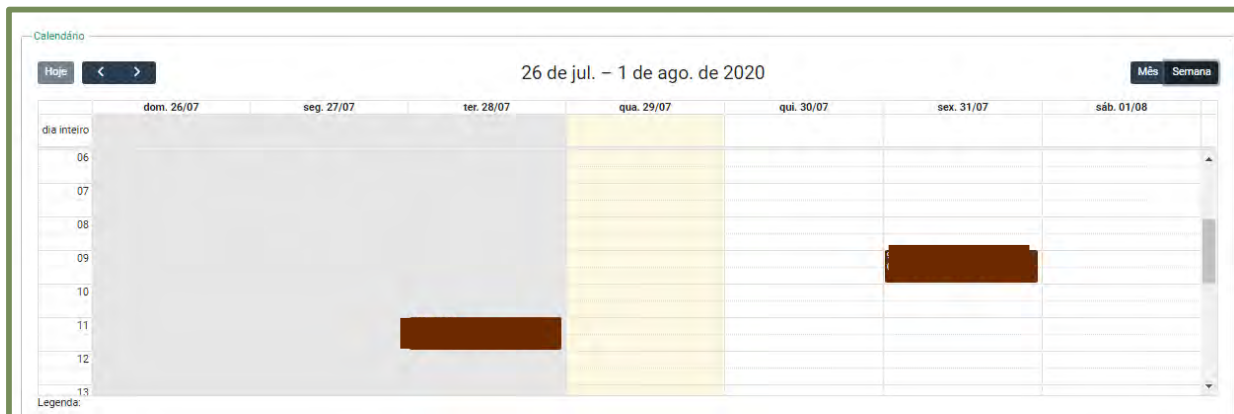 Calendário
Hoje < > 26 de jul. – 1 de ago. de 2020 Mês Semana
dom. 26/07 seg. 27/07 ter. 28/07 qua. 29/07 qui. 30/07 sex. 31/07 sáb. 01/08
dia inteiro
06
07
08
09
10
11
12
13
Legenda: